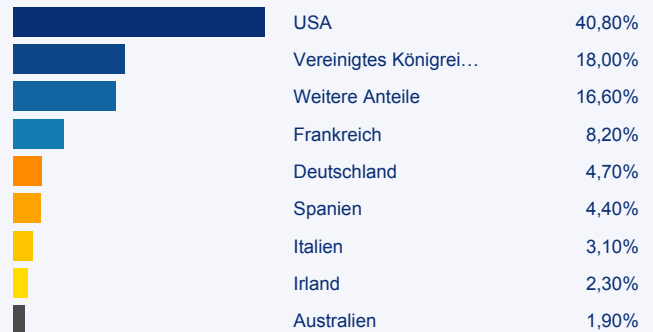 USA 40,80%
Vereinigtes Königrei… 18,00%
Weitere Anteile 16,60%
Frankreich 8,20%
Deutschland 4,70%
Spanien 4,40%
Italien 3,10%
Irland 2,30%
Australien 1,90%